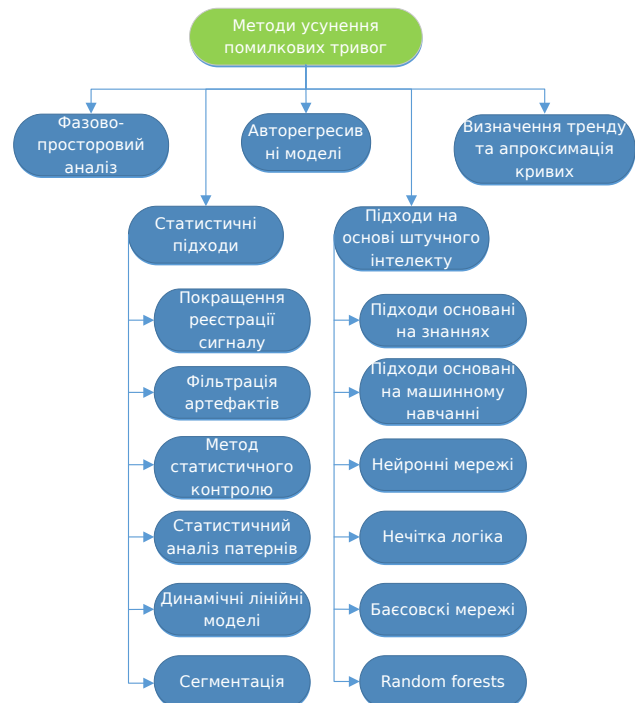 Методи усунення
помилкових тривог
Фазово-
просторовий
аналіз
Авторегресив
ні моделі
Визначення тренду
та апроксимація
кривих
Статистичні
підходи
Підходи на
основі штучного
інтелекту
Покращення
реєстрації
сигналу
Фільтрація
артефактів
Метод
статистичного
контролю
Статистичний
аналіз патернів
Динамічні лінійні
моделі
Сегментація
Підходи основані
на знаннях
Підходи основані
на машинному
навчанні
Нейронні мережі
Нечітка логіка
Баєсовскі мережі
Random forests